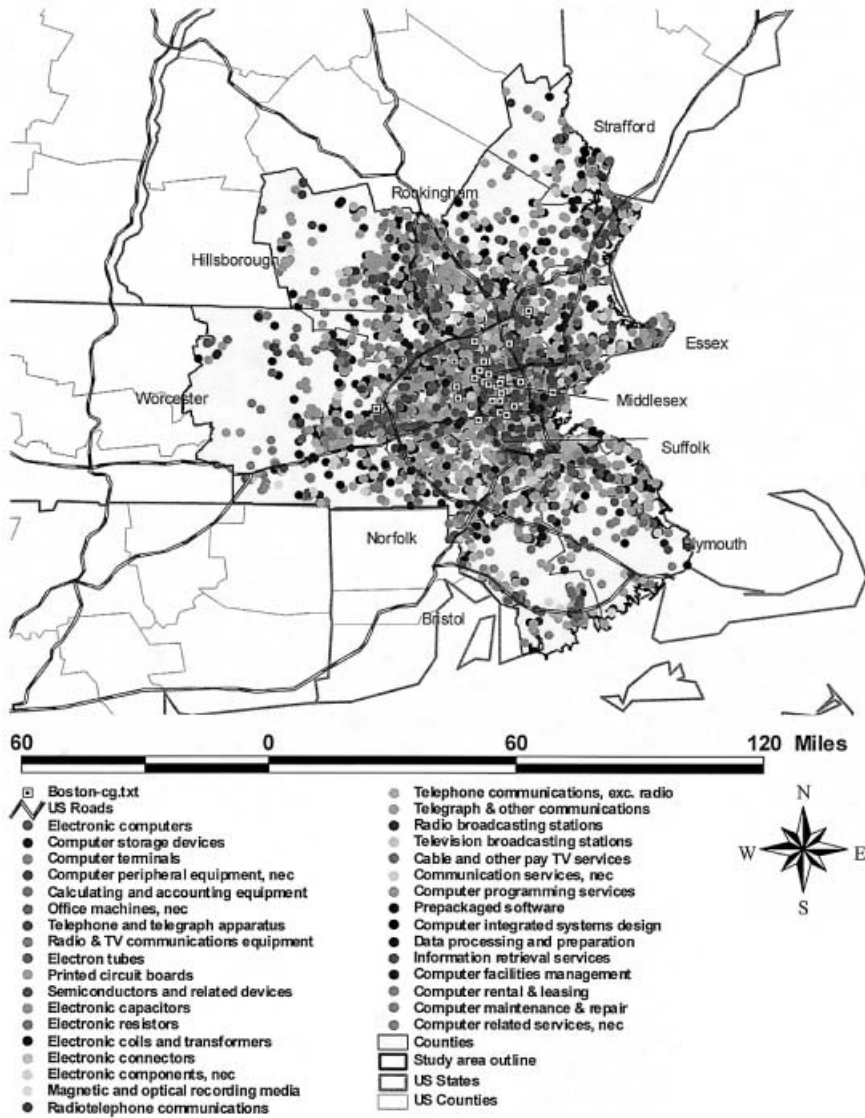 Strafford
Rockingham
Hillsborough
Essex
Worcester
Middlesex
Suffolk
Norfolk
Plymouth
Bristol
60 0 60 120 Miles
Boston-cg.txt
US Roads
Electronic computers
Computer storage devices
Computer terminals
Computer peripheral equipment, nec
Calculating and accounting equipment
Office machines, nec
Telephone and telegraph apparatus
Radio & TV communications equipment
Electron tubes
Printed circuit boards
Semiconductors and related devices
Electronic capacitors
Electronic resistors
Electronic coils and transformers
Electronic connectors
Electronic components, nec
Magnetic and optical recording media
Radiotelephone communications
Telephone communications, exc. radio
Telegraph & other communications
Radio broadcasting stations
Television broadcasting stations
Cable and other pay TV services
Communication services, nec
Computer programming services
Prepackaged software
Computer integrated systems design
Data processing and preparation
Information retrieval services
Computer facilities management
Computer rental & leasing
Computer maintenance & repair
Computer related services, nec
Counties
Study area outline
US States
US Counties
N
W E
S